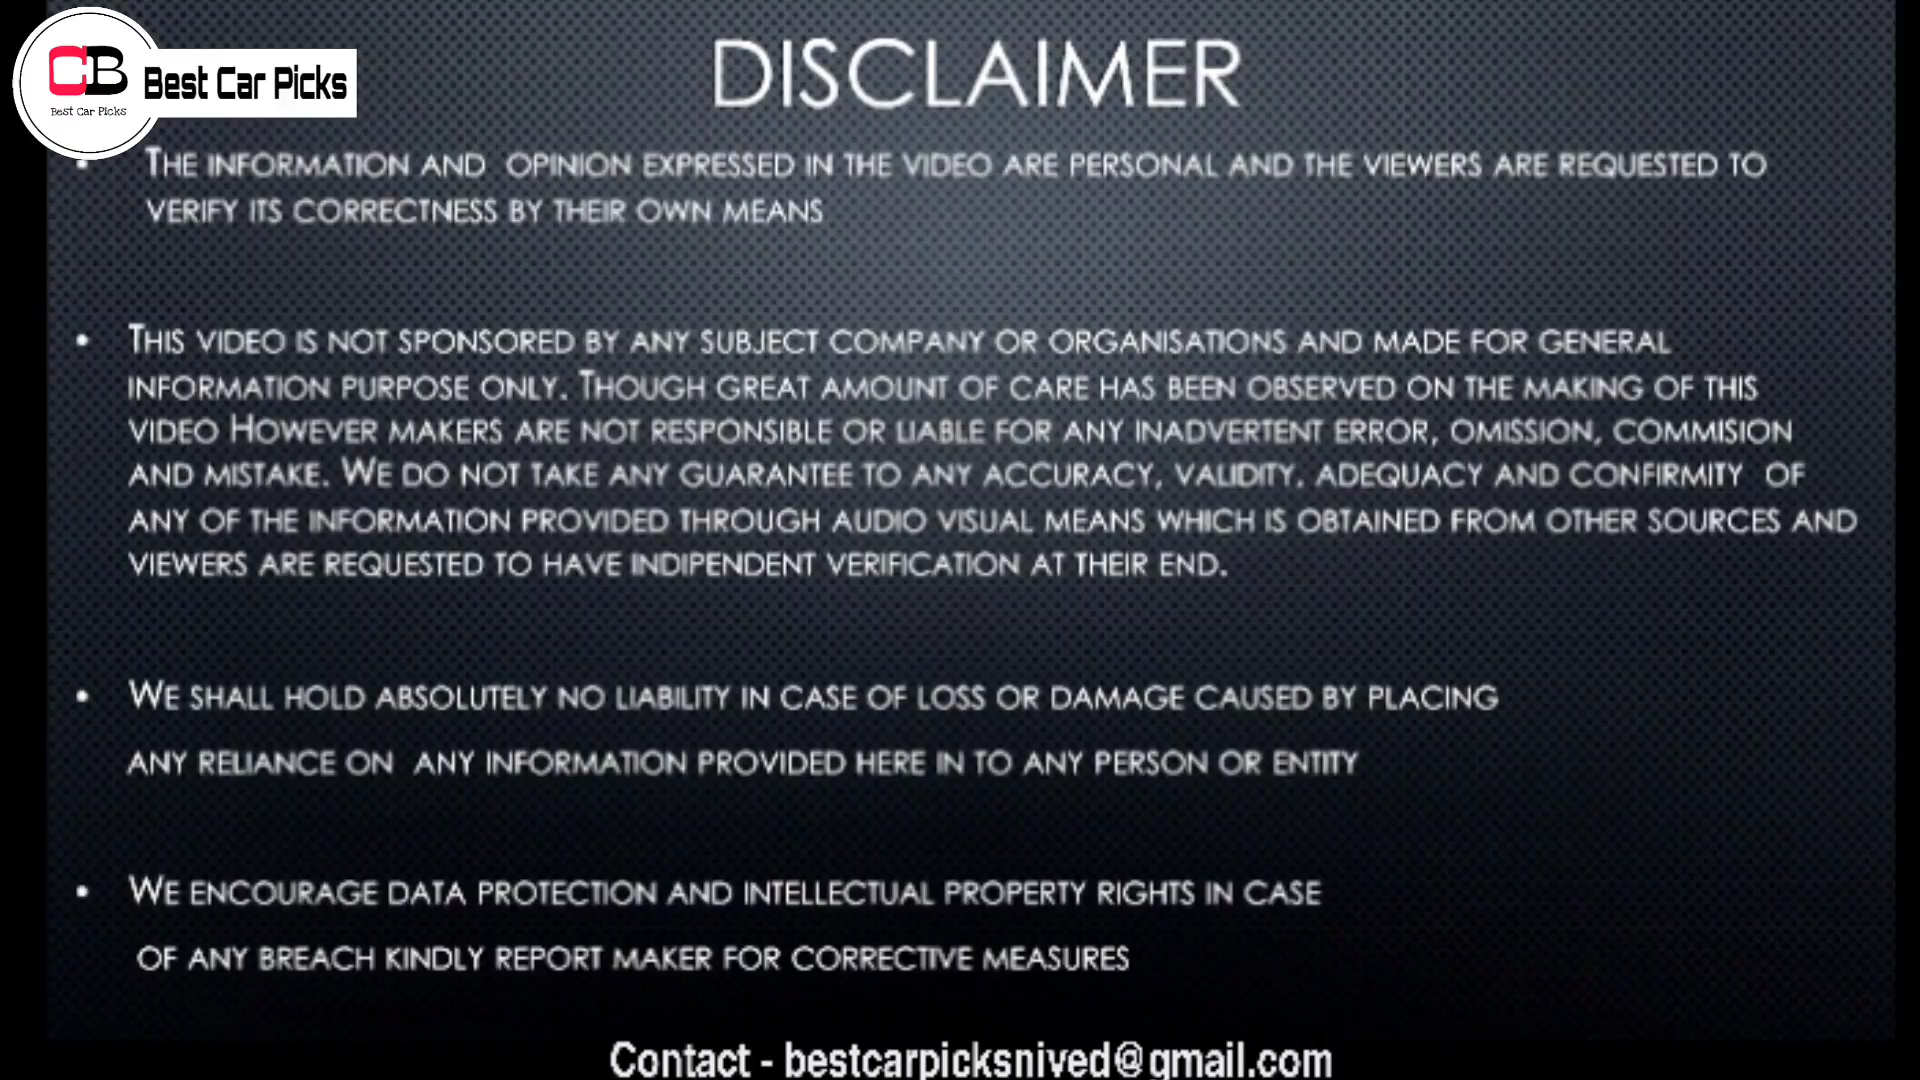 CB
Best Car Picks
Best Car Picks
DISCLAIMER
• THE INFORMATION AND OPINION EXPRESSED IN THE VIDEO ARE PERSONAL AND THE VIEWERS ARE REQUESTED TO
VERIFY ITS CORRECTNESS BY THEIR OWN MEANS
• THIS VIDEO IS NOT SPONSORED BY ANY SUBJECT COMPANY OR ORGANISATIONS AND MADE FOR GENERAL
INFORMATION PURPOSE ONLY. THOUGH GREAT AMOUNT OF CARE HAS BEEN OBSERVED ON THE MAKING OF THIS
VIDEO HOWEVER MAKERS ARE NOT RESPONSIBLE OR LIABLE FOR ANY INADVERTENT ERROR, OMISSION, COMMISION
AND MISTAKE. WE DO NOT TAKE ANY GUARANTEE TO ANY ACCURACY, VALIDITY, ADEQUACY AND CONFIRMITY OF
ANY OF THE INFORMATION PROVIDED THROUGH AUDIO VISUAL MEANS WHICH IS OBTAINED FROM OTHER SOURCES AND
VIEWERS ARE REQUESTED TO HAVE INDIPENDENT VERIFICATION AT THEIR END.
• WE SHALL HOLD ABSOLUTELY NO LIABILITY IN CASE OF LOSS OR DAMAGE CAUSED BY PLACING
ANY RELIANCE ON ANY INFORMATION PROVIDED HERE IN TO ANY PERSON OR ENTITY
• WE ENCOURAGE DATA PROTECTION AND INTELLECTUAL PROPERTY RIGHTS IN CASE
OF ANY BREACH KINDLY REPORT MAKER FOR CORRECTIVE MEASURES
Contact - bestcarpicksnived@gmail.com